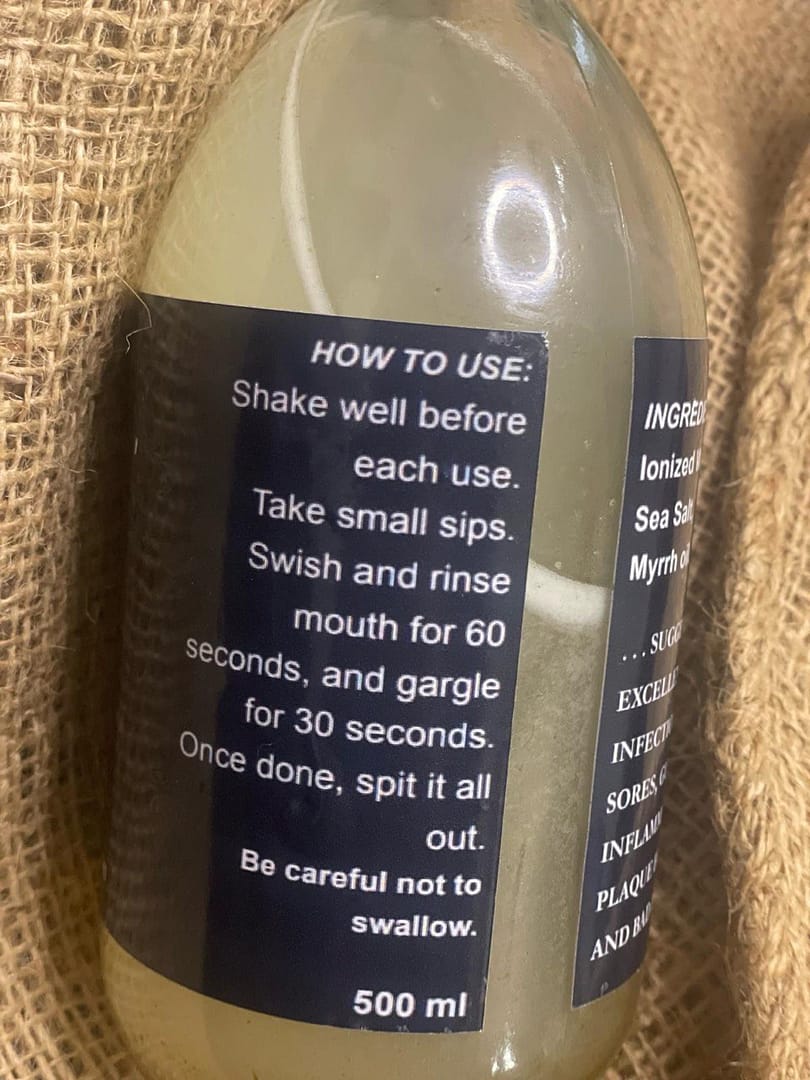 HOW TO USE:
Shake well before
each use.
Take small sips.
Swish and rinse
mouth for 60
seconds, and gargle
for 30 seconds.
Once done, spit it all
out.
Be careful not to
swallow.
500 ml
Ionized
Sea Salt
Myrrh
AND